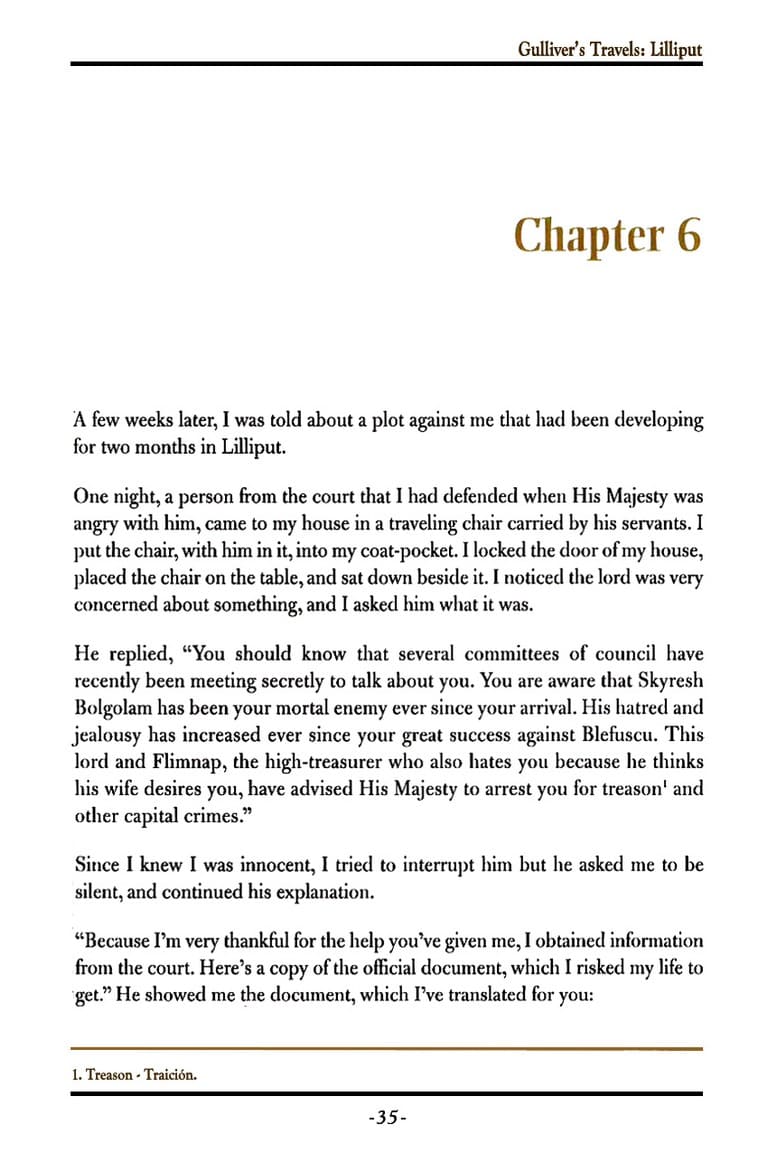 Gulliver's Travels: Lilliput
Chapter 6
A few weeks later, I was told about a plot against me that had been developing
for two months in Lilliput.
One night, a person from the court that I had defended when His Majesty was
angry with him, came to my house in a traveling chair carried by his servants. I
put the chair, with him in it, into my coat-pocket. I locked the door of my house,
placed the chair on the table, and sat down beside it. I noticed the lord was very
concerned about something, and I asked him what it was.
He replied, “You should know that several committees of council have
recently been meeting secretly to talk about you. You are aware that Skyresh
Bolgolam has been your mortal enemy ever since your arrival. His hatred and
jealousy has increased ever since your great success against Blefuscu. This
lord and Flimnap, the high-treasurer who also hates you because he thinks
his wife desires you, have advised His Majesty to arrest you for treason¹ and
other capital crimes.”
Since I knew I was innocent, I tried to interrupt him but he asked me to be
silent, and continued his explanation.
“Because I'm very thankful for the help you've given me, I obtained information
from the court. Here's a copy of the official document, which I risked my life to
get.” He showed me the document, which I've translated for you:
1. Treason - Traición.
-35-